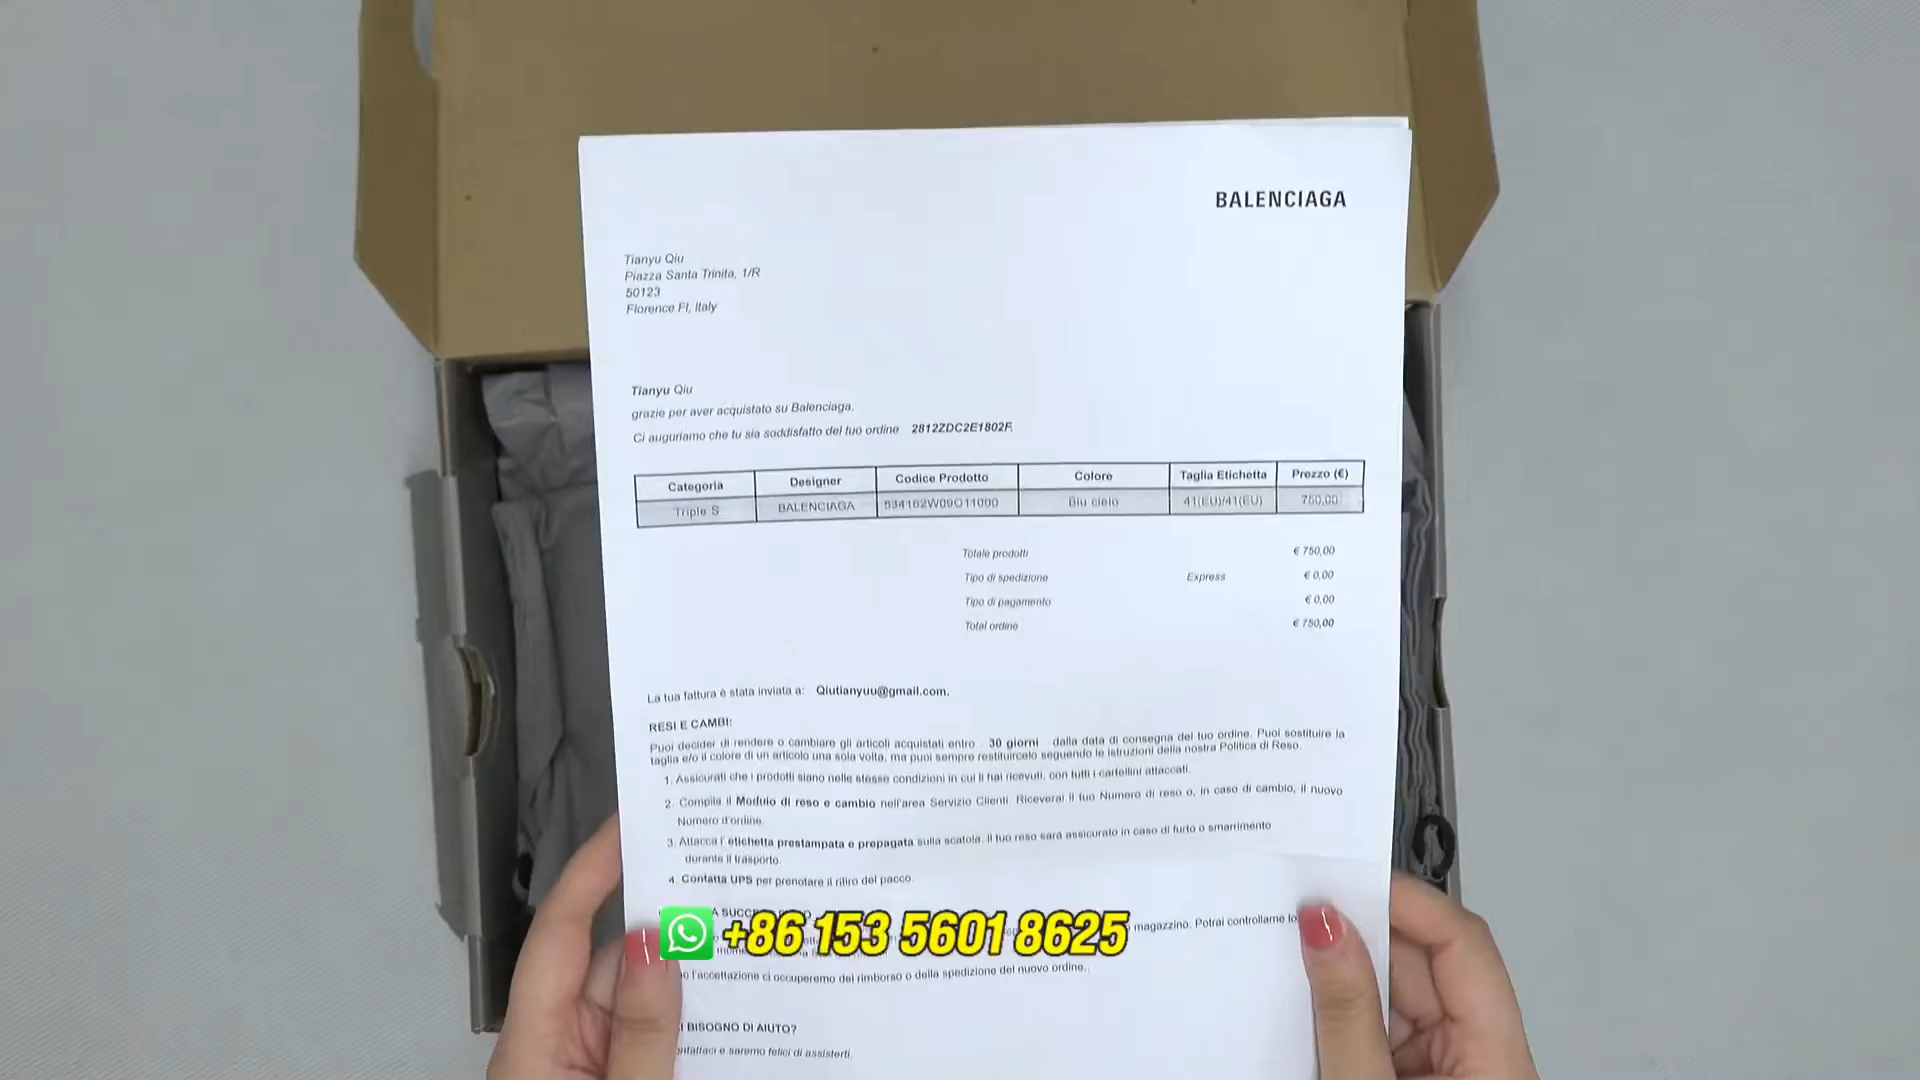 BALENCIAGA
Tianyu Qiu
Piazza Santa Trinita, 1/R
50123
Florence FI, Italy
Tianyu Qiu
grazie per aver acquistato su Balenciaga.
Ci auguriamo che tu sia soddisfatto del tuo ordine 2812ZDC2E1802F.
Categoria Designer Codice Prodotto Colore Taglia Etichetta Prezzo (€)
Triple S BALENCIAGA 534162W09O11000 Blu cielo 41(EU)/41(EU) 750,00
Totale prodotti € 750,00
Tipo di spedizione Express € 0,00
Tipo di pagamento € 0,00
Total ordine € 750,00
La tua fattura è stata inviata a: Qiutianyuu@gmail.com.
RESI E CAMBI:
Puoi decider di rendere o cambiare gli articoli acquistati entro 30 giorni dalla data di consegna del tuo ordine. Puoi sostituire la
taglia e/o il colore di un articolo una sola volta, ma puoi sempre restituircelo seguendo le istruzioni della nostra Politica di Reso.
1. Assicurati che i prodotti siano nelle stesse condizioni in cui li hai ricevuti, con tutti i cartellini attaccati.
2. Compila il Modulo di reso e cambio nell'area Servizio Clienti. Riceverai il tuo Numero di reso o, in caso di cambio, il nuovo
Numero d'ordine.
3. Attacca l' etichetta prestampata e prepagata sulla scatola. il tuo reso sarà assicurato in caso di furto o smarrimento
durante il trasporto.
4. Contatta UPS per prenotare il ritiro del pacco.
magazzino. Potrai controllarne lo
+86 153 5601 8625
l'accettazione ci occuperemo del rimborso o della spedizione del nuovo ordine.
BISOGNO DI AIUTO?
e saremo felici di assisterti.